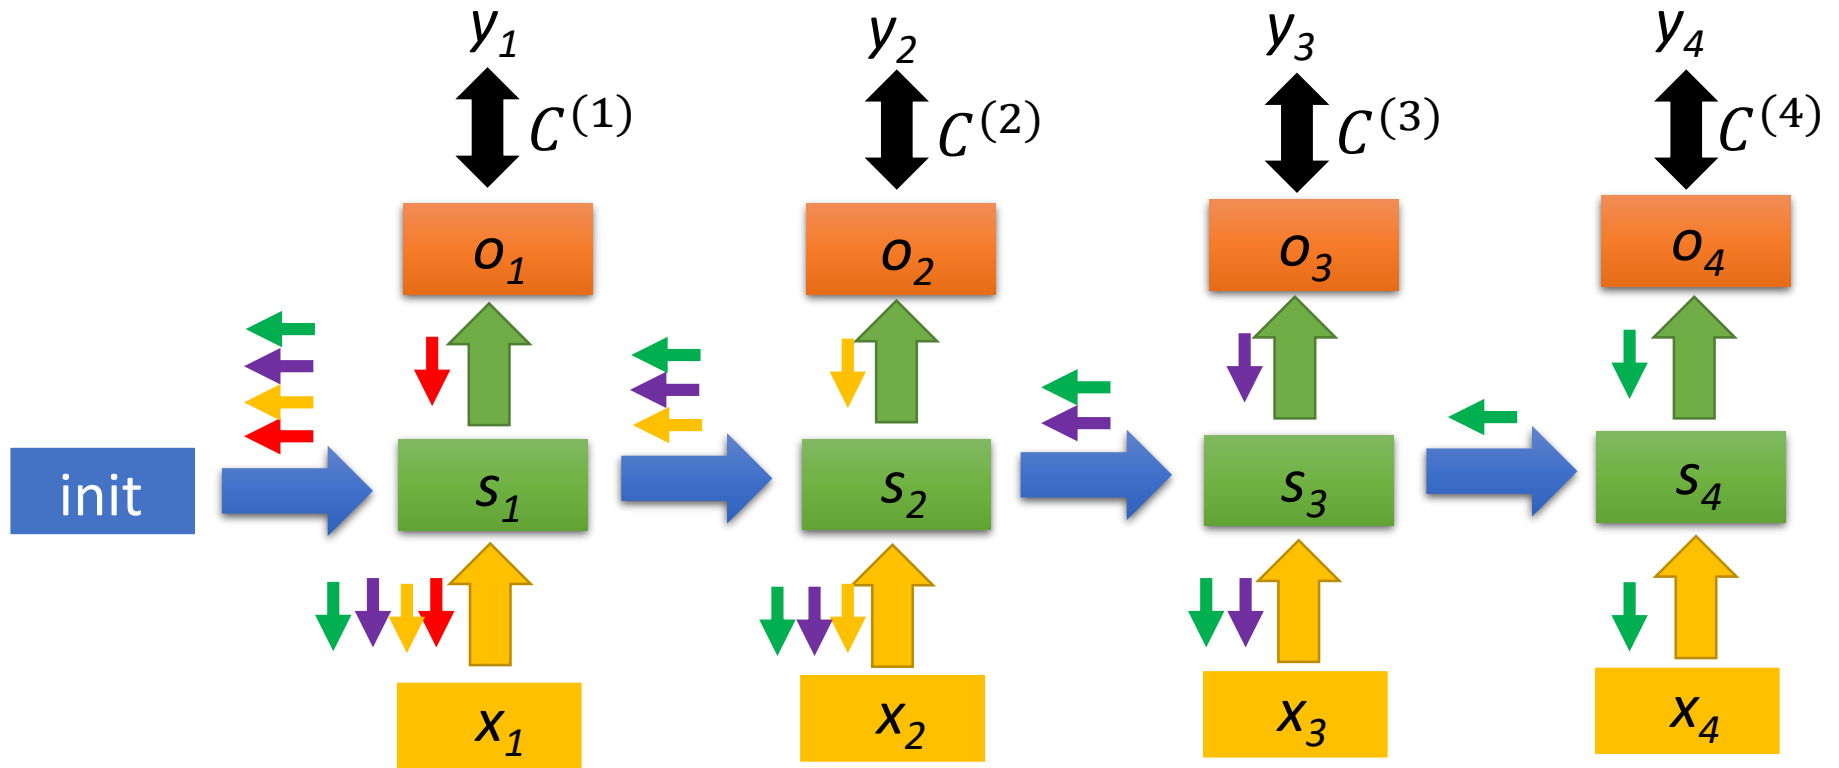 y1 y2 y3 y4
C(1) C(2) C(3) C(4)
o1 o2 o3 o4
init s1 s2 s3 s4
x1 x2 x3 x4